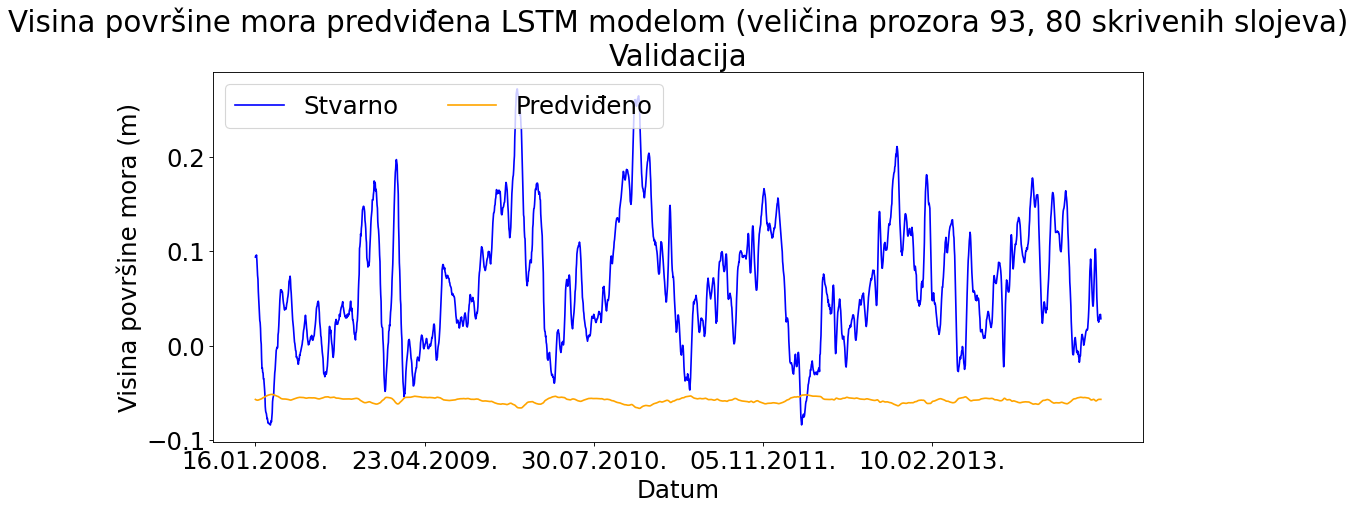 Visina površine mora predviđena LSTM modelom (veličina prozora 93, 80 skrivenih slojeva)
Validacija
Stvarno Predviđeno
Visina površine mora (m)
0.2
0.1
0.0
−0.1
16.01.2008. 23.04.2009. 30.07.2010. 05.11.2011. 10.02.2013.
Datum